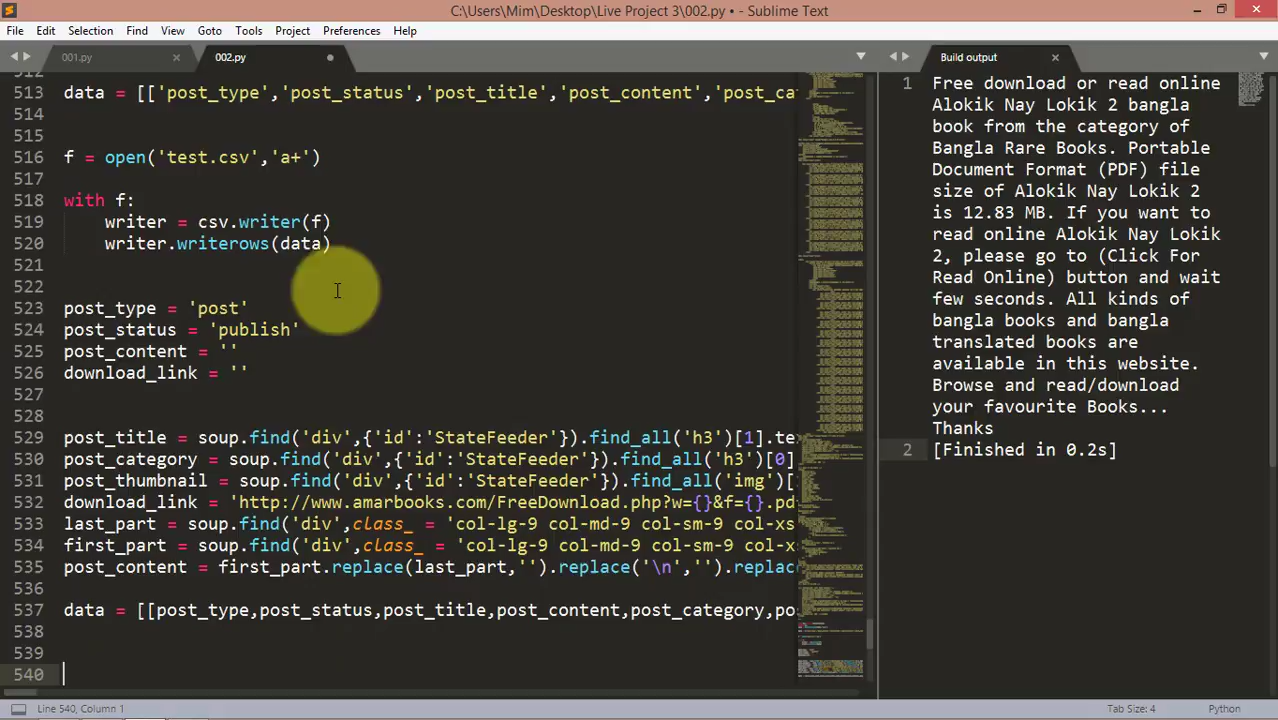 C:\Users\Mim\Desktop\Live Project 3\002.py • - Sublime Text
File Edit Selection Find View Goto Tools Project Preferences Help
001.py 002.py
Build output
513 data = [['post_type','post_status','post_title','post_content','post_ca
514
515
516 f = open('test.csv','a+')
517
518 with f:
519 writer = csv.writer(f)
520 writer.writerows(data)
521
522
523 post_type = 'post'
524 post_status = 'publish'
525 post_content = ''
526 download_link = ''
527
528
529 post_title = soup.find('div',{'id':'StateFeeder'}).find_all('h3')[1].te
530 post_category = soup.find('div',{'id':'StateFeeder'}).find_all('h3')[0]
531 post_thumbnail = soup.find('div',{'id':'StateFeeder'}).find_all('img')[
532 download_link = 'http://www.amarbooks.com/FreeDownload.php?w={}&f={}.pd
533 last_part = soup.find('div',class_ = 'col-lg-9 col-md-9 col-sm-9 col-xs
534 first_part = soup.find('div',class_ = 'col-lg-9 col-md-9 col-sm-9 col-x
535 post_content = first_part.replace(last_part,'').replace('\n','').replac
536
537 data = [[post_type,post_status,post_title,post_content,post_category,po
538
539
540
1 Free download or read online
Alokik Nay Lokik 2 bangla
book from the category of
Bangla Rare Books. Portable
Document Format (PDF) file
size of Alokik Nay Lokik 2
is 12.83 MB. If you want to
read online Alokik Nay Lokik
2, please go to (Click For
Read Online) button and wait
few seconds. All kinds of
bangla books and bangla
translated books are
available in this website.
Browse and read/download
your favourite Books...
Thanks
2 [Finished in 0.2s]
Line 540, Column 1
Tab Size: 4
Python